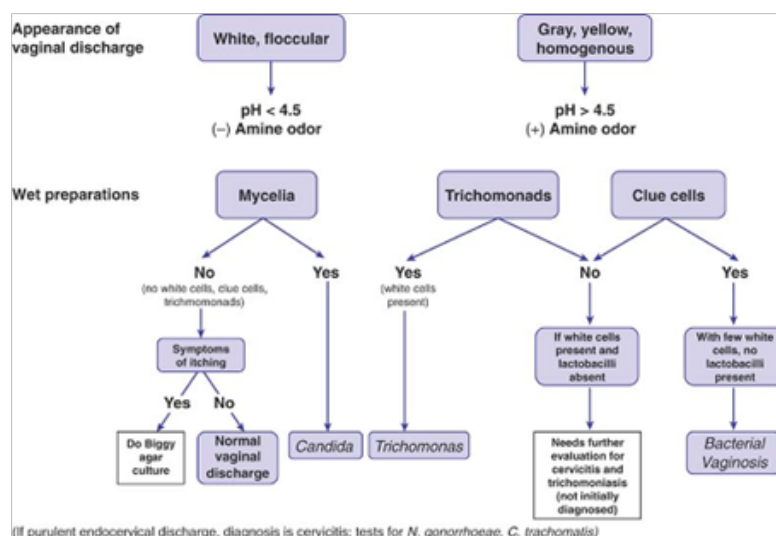 Appearance of
vaginal discharge
White, floccular
Gray, yellow,
homogenous
pH < 4.5
(–) Amine odor
pH > 4.5
(+) Amine odor
Wet preparations
Mycelia
Trichomonads
Clue cells
No
(no white cells, clue cells,
trichmomonads)
Yes
Yes
(white cells
present)
No
Yes
Symptoms
of itching
If white cells
present and
lactobacilli
absent
With few white
cells, no
lactobacilli
present
Yes
No
Do Biggy
agar
culture
Normal
vaginal
discharge
Candida
Trichomonas
Needs further
evaluation for
cervicitis and
trichomoniasis
(not initially
diagnosed)
Bacterial
Vaginosis
(If purulent endocervical discharge, diagnosis is cervicitis; tests for N. gonorrhoeae, C. trachomatis)